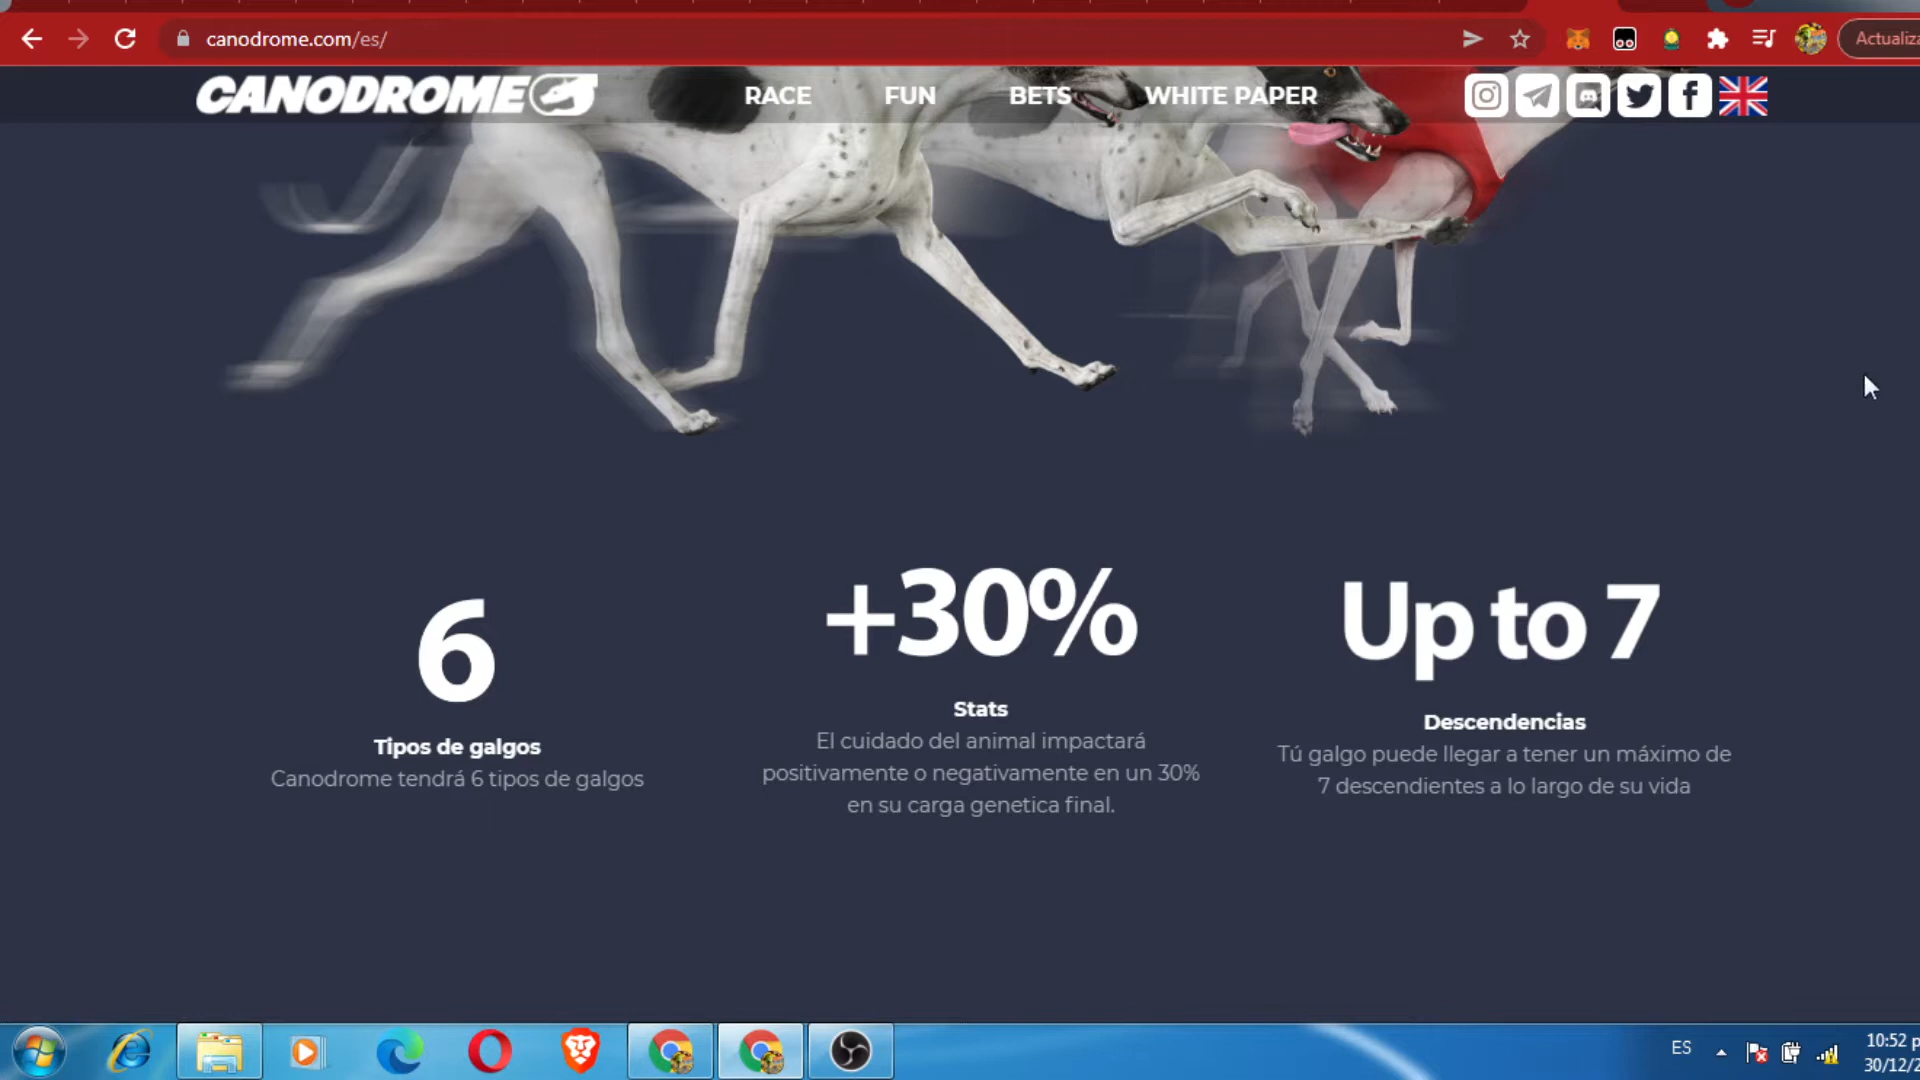 canodrome.com/es/
Actualiza
CANODROME
RACE
FUN
BETS
WHITE PAPER
6
Tipos de galgos
Canodrome tendrá 6 tipos de galgos
+30%
Stats
El cuidado del animal impactará
positivamente o negativamente en un 30%
en su carga genetica final.
Up to 7
Descendencias
Tú galgo puede llegar a tener un máximo de
7 descendientes a lo largo de su vida
ES
10:52 p
30/12/2